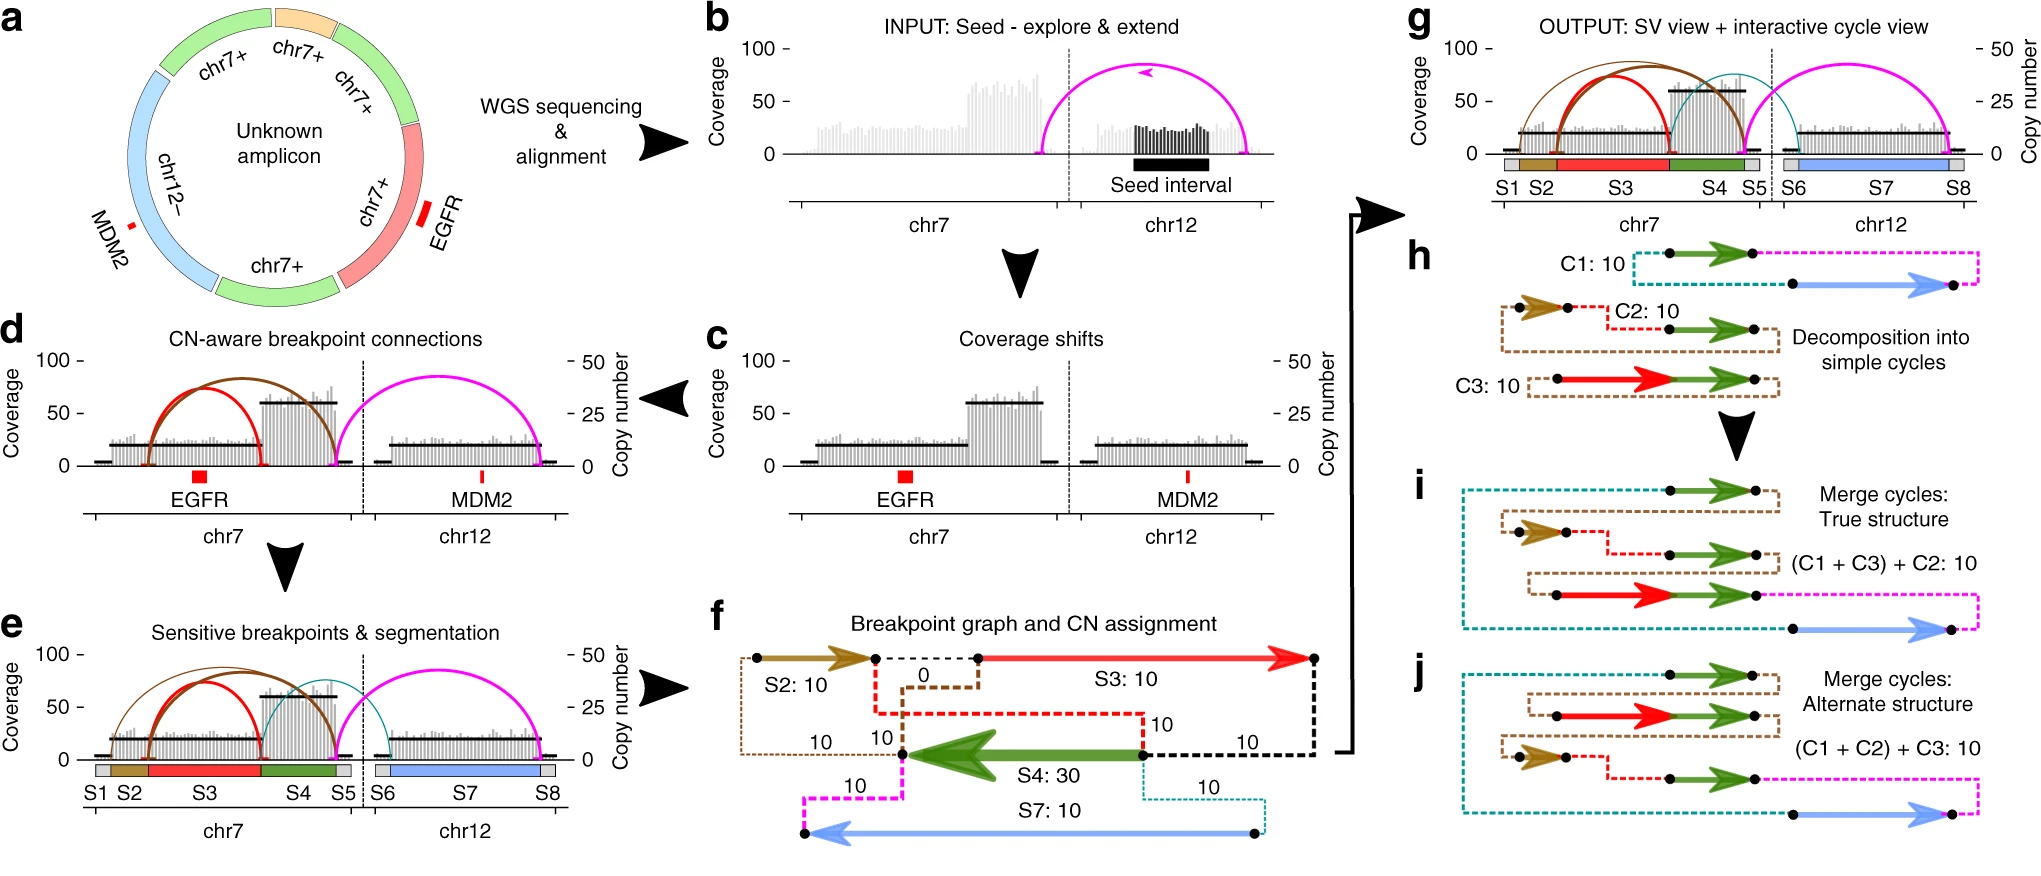 a
chr7+
chr7+
chr7+
Unknown
amplicon
chr12–
chr7+
chr7+
MDM2
EGFR
WGS sequencing
&
alignment
b
INPUT: Seed - explore & extend
Coverage
100
50
0
Seed interval
chr7
chr12
c
Coverage shifts
Coverage
100
50
0
50
25
0
Copy number
EGFR
MDM2
chr7
chr12
d
CN-aware breakpoint connections
Coverage
100
50
0
50
25
0
Copy number
EGFR
MDM2
chr7
chr12
e
Sensitive breakpoints & segmentation
Coverage
100
50
0
50
25
0
Copy number
S1 S2 S3 S4 S5 S6 S7 S8
chr7
chr12
f
Breakpoint graph and CN assignment
S2: 10
0
S3: 10
10
10
10
10
S4: 30
10
10
S7: 10
g
OUTPUT: SV view + interactive cycle view
Coverage
100
50
0
50
25
0
Copy number
S1 S2 S3 S4 S5 S6 S7 S8
chr7
chr12
h
C1: 10
C2: 10
Decomposition into
simple cycles
C3: 10
i
Merge cycles:
True structure
(C1 + C3) + C2: 10
j
Merge cycles:
Alternate structure
(C1 + C2) + C3: 10